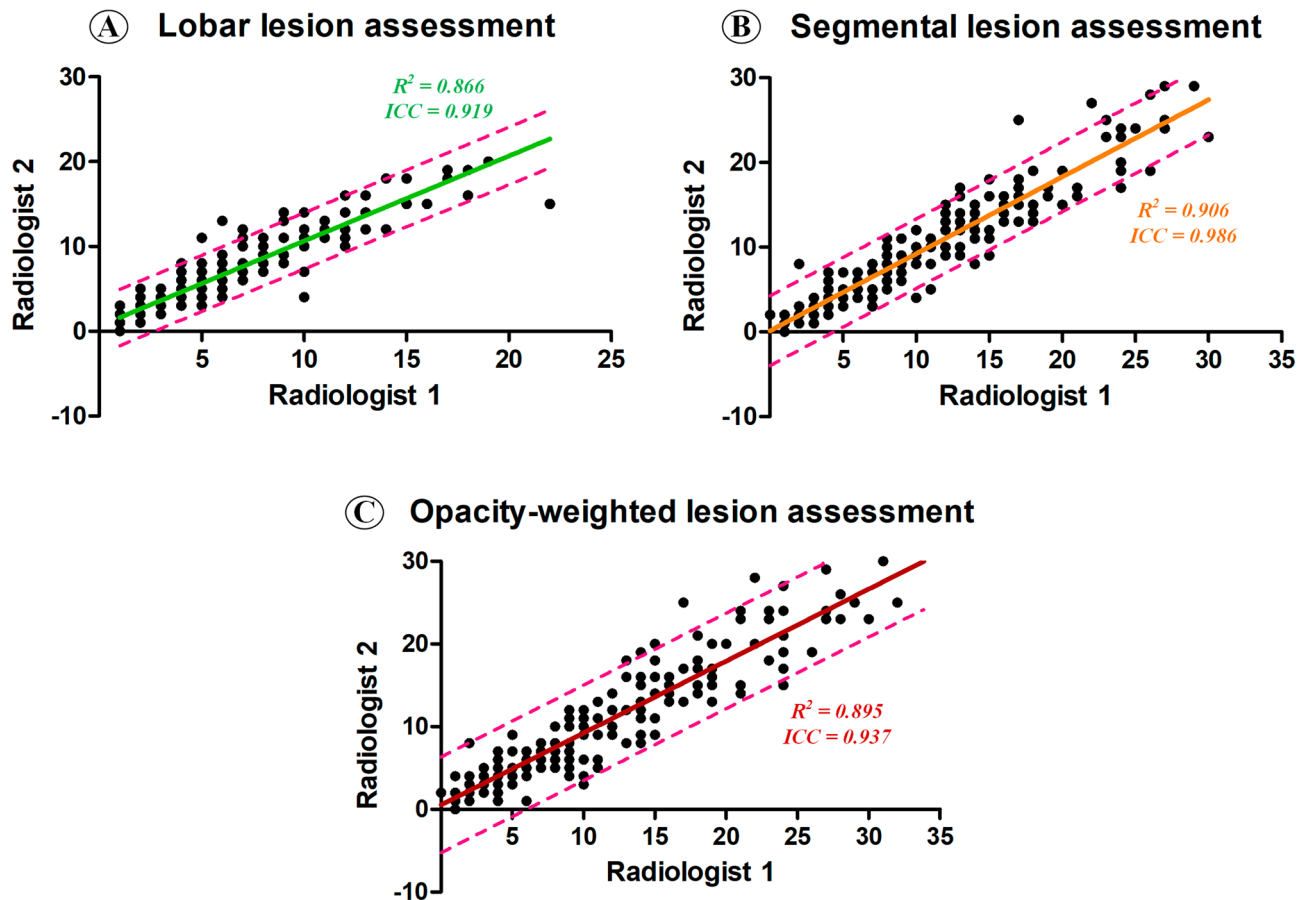 A Lobar lesion assessment
30
20
10
0
-10
5 10 15 20 25
Radiologist 2
Radiologist 1
R² = 0.866
ICC = 0.919
B Segmental lesion assessment
30
20
10
0
-10
5 10 15 20 25 30 35
Radiologist 2
Radiologist 1
R² = 0.906
ICC = 0.986
C Opacity-weighted lesion assessment
30
20
10
0
-10
5 10 15 20 25 30 35
Radiologist 2
Radiologist 1
R² = 0.895
ICC = 0.937